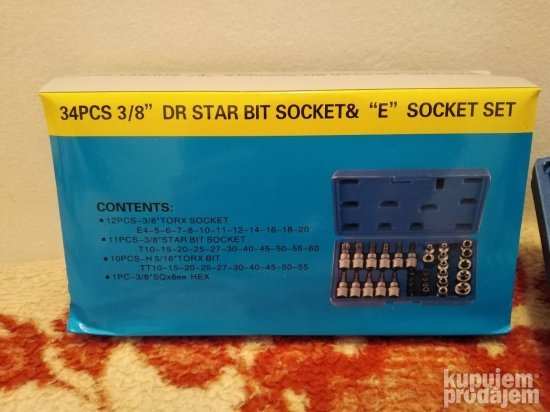 34PCS 3/8” DR STAR BIT SOCKET& “E” SOCKET SET
CONTENTS:
12PCS-3/8"TORX SOCKET
E4-5-6-7-8-10-11-12-14-16-18-20
11PCS-3/8"STAR BIT SOCKET
T10-15-20-25-27-30-40-45-50-55-60
10PCS-H 5/16"TORX BIT
TT10-15-20-25-27-30-40-45-50-55
1PC-3/8"SQx8mm HEX
kupujem
prodajem